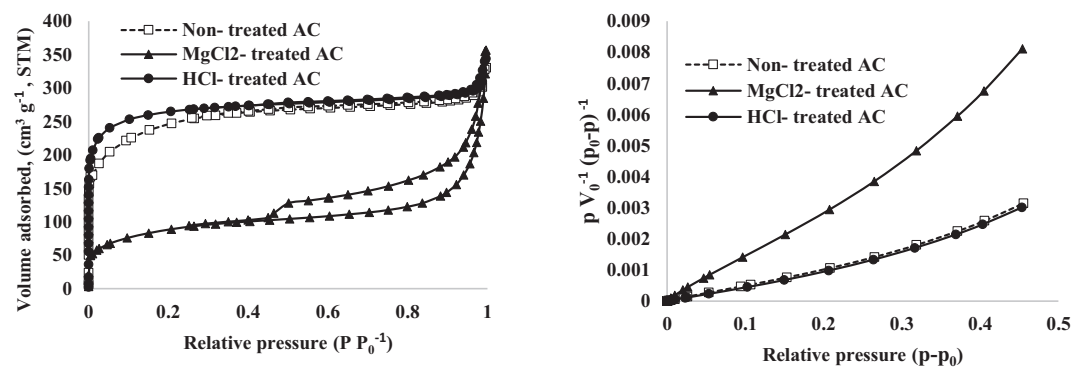 Volume adsorbed, (cm³ g⁻¹, STM)
400
350
300
250
200
150
100
50
0
Non- treated AC
MgCl2- treated AC
HCl- treated AC
0 0.2 0.4 0.6 0.8 1
Relative pressure (P P₀⁻¹)
p V₀⁻¹ (p₀-p)⁻¹
0.009
0.008
0.007
0.006
0.005
0.004
0.003
0.002
0.001
0
Non- treated AC
MgCl2- treated AC
HCl- treated AC
0 0.1 0.2 0.3 0.4 0.5
Relative pressure (p-p₀)